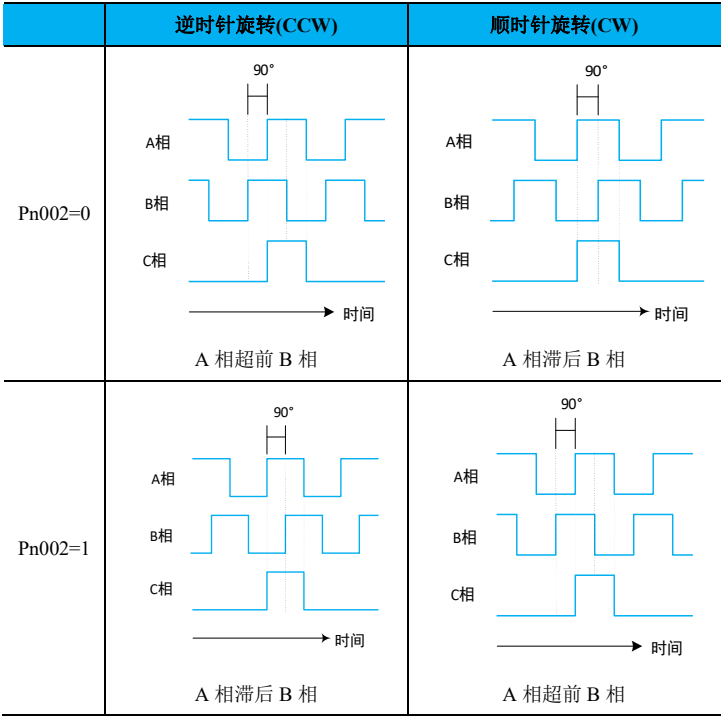 逆时针旋转(CCW)
顺时针旋转(CW)
Pn002=0
90°
A相
B相
C相
时间
A 相超前 B 相
90°
A相
B相
C相
时间
A 相滞后 B 相
Pn002=1
90°
A相
B相
C相
时间
A 相滞后 B 相
90°
A相
B相
C相
时间
A 相超前 B 相